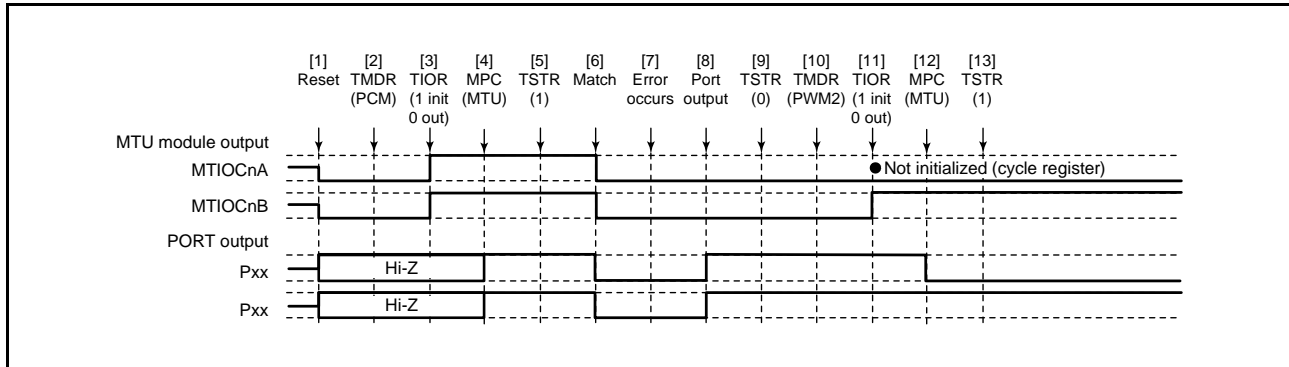 [1] [2] [3] [4] [5] [6] [7] [8] [9] [10] [11] [12] [13]
Reset TMDR TIOR MPC TSTR Match Error Port TSTR TMDR TIOR MPC TSTR
(PCM) (1 init (MTU) (1) occurs output (0) (PWM2) (1 init (MTU) (1)
0 out) 0 out)
MTU module output
MTIOCnA ●Not initialized (cycle register)
MTIOCnB
PORT output
Pxx Hi-Z
Pxx Hi-Z